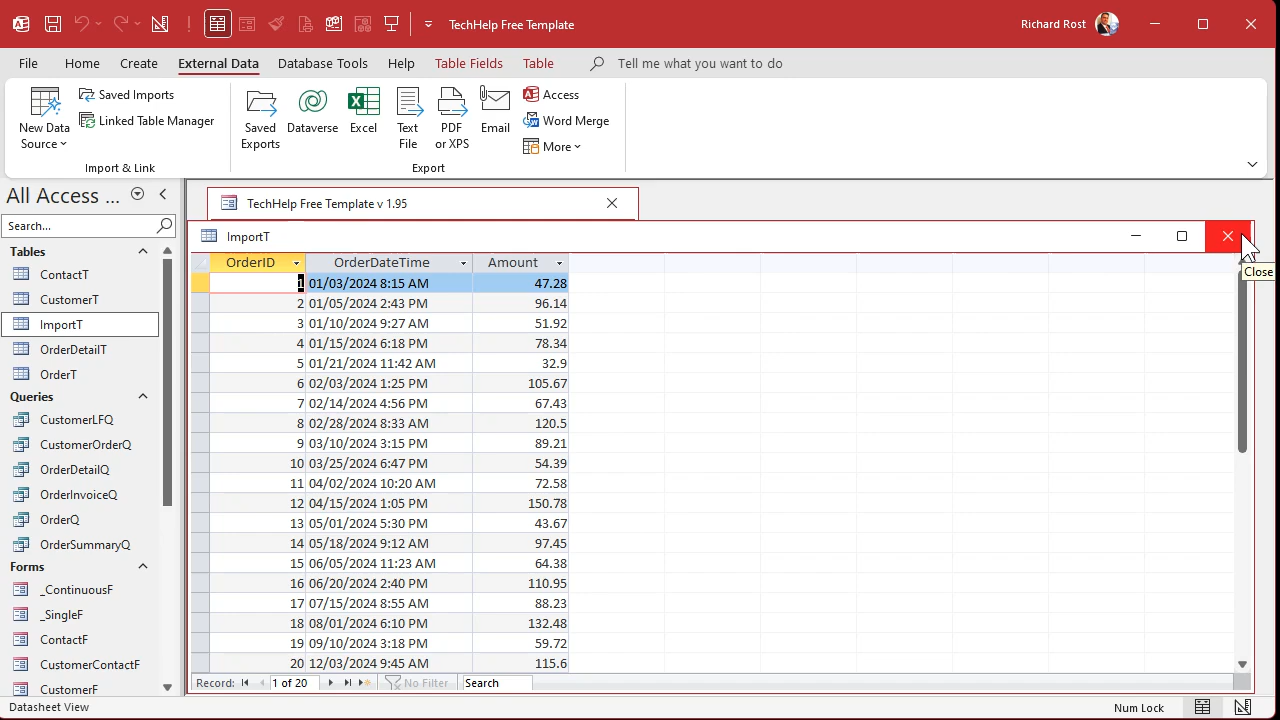 TechHelp Free Template
Richard Rost
File Home Create External Data Database Tools Help Table Fields Table Tell me what you want to do
New Data Source
Saved Imports
Linked Table Manager
Import & Link
Saved Exports
Dataverse
Excel
Text File
PDF or XPS
Email
Access
Word Merge
More
Export
All Access ...
Search...
Tables
ContactT
CustomerT
ImportT
OrderDetailT
OrderT
Queries
CustomerLFQ
CustomerOrderQ
OrderDetailQ
OrderInvoiceQ
OrderQ
OrderSummaryQ
Forms
_ContinuousF
_SingleF
ContactF
CustomerContactF
CustomerF
TechHelp Free Template v 1.95
ImportT
Close
OrderID OrderDateTime Amount
1 01/03/2024 8:15 AM 47.28
2 01/05/2024 2:43 PM 96.14
3 01/10/2024 9:27 AM 51.92
4 01/15/2024 6:18 PM 78.34
5 01/21/2024 11:42 AM 32.9
6 02/03/2024 1:25 PM 105.67
7 02/14/2024 4:56 PM 67.43
8 02/28/2024 8:33 AM 120.5
9 03/10/2024 3:15 PM 89.21
10 03/25/2024 6:47 PM 54.39
11 04/02/2024 10:20 AM 72.58
12 04/15/2024 1:05 PM 150.78
13 05/01/2024 5:30 PM 43.67
14 05/18/2024 9:12 AM 97.45
15 06/05/2024 11:23 AM 64.38
16 06/20/2024 2:40 PM 110.95
17 07/15/2024 8:55 AM 88.23
18 08/01/2024 6:10 PM 132.48
19 09/10/2024 3:18 PM 59.72
20 12/03/2024 9:45 AM 115.6
Record: 1 of 20 No Filter Search
Datasheet View
Num Lock